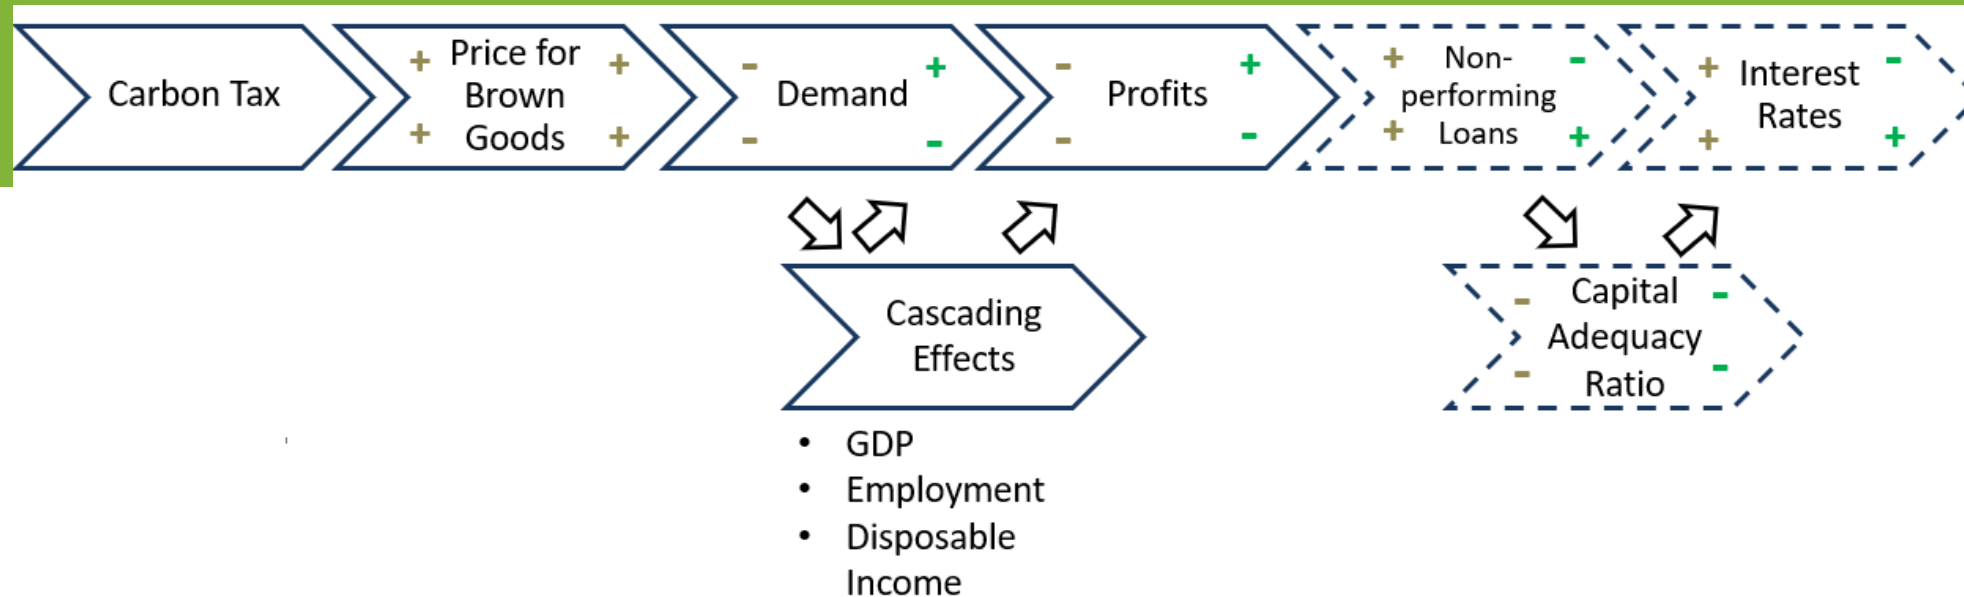 Carbon Tax
+ Price for +
Brown
+ Goods +
- +
Demand
- -
- +
Profits
- -
+ Non- -
performing
+ Loans +
+ Interest -
Rates
+ +
Cascading
Effects
• GDP
• Employment
• Disposable
Income
- Capital -
Adequacy
- Ratio -